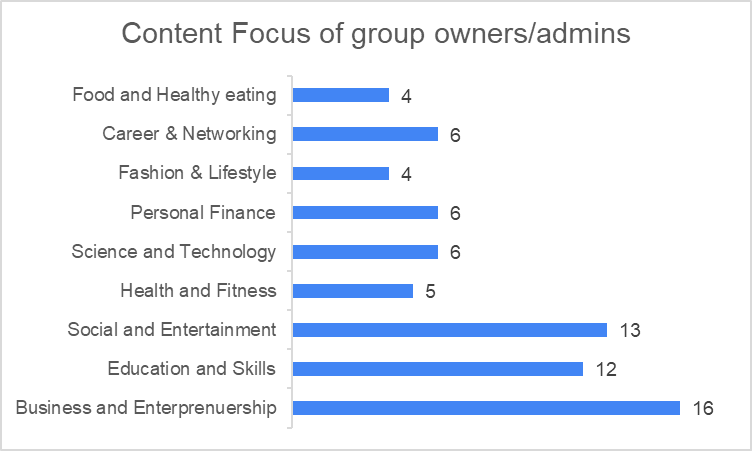 Content Focus of group owners/admins
Food and Healthy eating 4
Career & Networking 6
Fashion & Lifestyle 4
Personal Finance 6
Science and Technology 6
Health and Fitness 5
Social and Entertainment 13
Education and Skills 12
Business and Enterprenuership 16